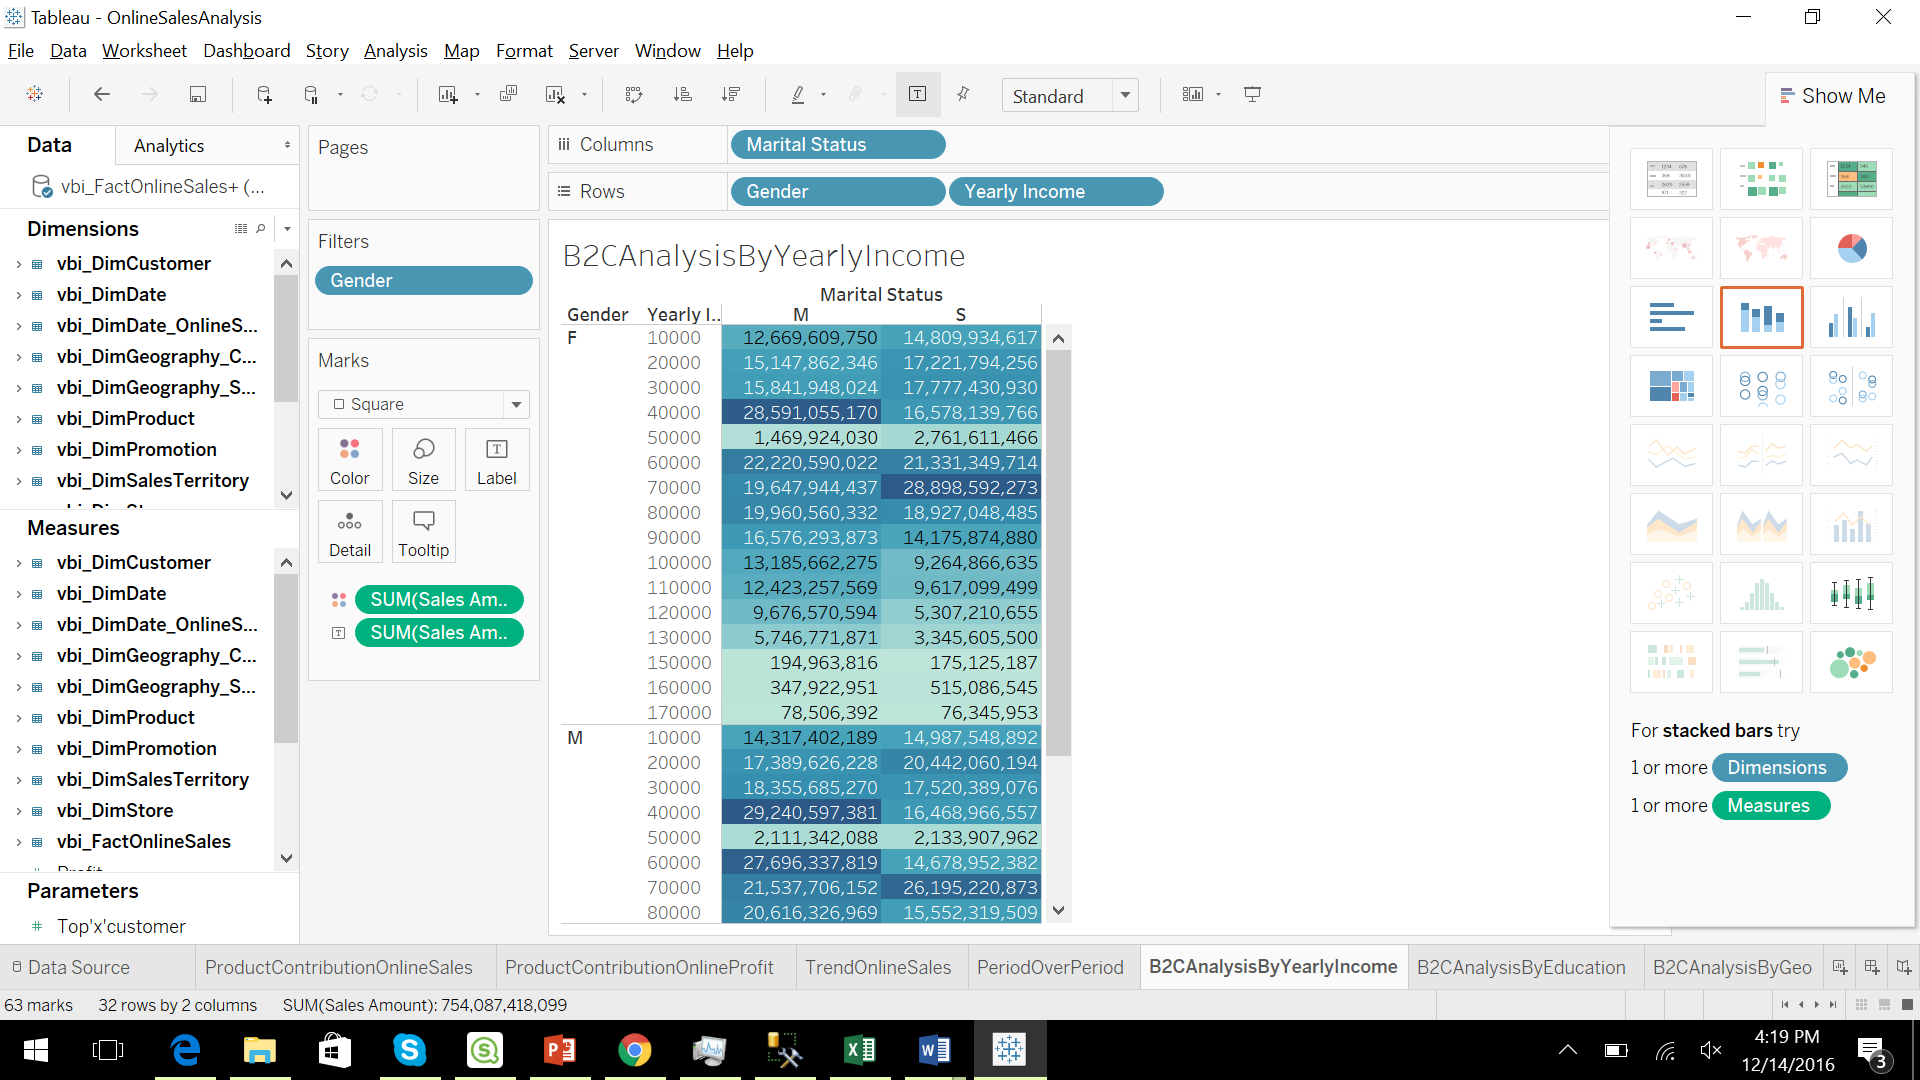 Tableau - OnlineSalesAnalysis
File Data Worksheet Dashboard Story Analysis Map Format Server Window Help
Standard
Show Me
Data
Analytics
vbi_FactOnlineSales+ (...
Dimensions
vbi_DimCustomer
vbi_DimDate
vbi_DimDate_OnlineS...
vbi_DimGeography_C...
vbi_DimGeography_S...
vbi_DimProduct
vbi_DimPromotion
vbi_DimSalesTerritory
Measures
vbi_DimCustomer
vbi_DimDate
vbi_DimDate_OnlineS...
vbi_DimGeography_C...
vbi_DimGeography_S...
vbi_DimProduct
vbi_DimPromotion
vbi_DimSalesTerritory
vbi_DimStore
vbi_FactOnlineSales
Parameters
Top'x'customer
Pages
Filters
Gender
Marks
Square
Color Size Label
Detail Tooltip
SUM(Sales Am..
SUM(Sales Am..
Columns Marital Status
Rows Gender Yearly Income
B2CAnalysisByYearlyIncome
Marital Status
Gender Yearly I.. M S
F 10000 12,669,609,750 14,809,934,617
20000 15,147,862,346 17,221,794,256
30000 15,841,948,024 17,777,430,930
40000 28,591,055,170 16,578,139,766
50000 1,469,924,030 2,761,611,466
60000 22,220,590,022 21,331,349,714
70000 19,647,944,437 28,898,592,273
80000 19,960,560,332 18,927,048,485
90000 16,576,293,873 14,175,874,880
100000 13,185,662,275 9,264,866,635
110000 12,423,257,569 9,617,099,499
120000 9,676,570,594 5,307,210,655
130000 5,746,771,871 3,345,605,500
150000 194,963,816 175,125,187
160000 347,922,951 515,086,545
170000 78,506,392 76,345,953
M 10000 14,317,402,189 14,987,548,892
20000 17,389,626,228 20,442,060,194
30000 18,355,685,270 17,520,389,076
40000 29,240,597,381 16,468,966,557
50000 2,111,342,088 2,133,907,962
60000 27,696,337,819 14,678,952,382
70000 21,537,706,152 26,195,220,873
80000 20,616,326,969 15,552,319,509
For stacked bars try
1 or more Dimensions
1 or more Measures
Data Source ProductContributionOnlineSales ProductContributionOnlineProfit TrendOnlineSales PeriodOverPeriod B2CAnalysisByYearlyIncome B2CAnalysisByEducation B2CAnalysisByGeo
63 marks 32 rows by 2 columns SUM(Sales Amount): 754,087,418,099
4:19 PM
12/14/2016
3